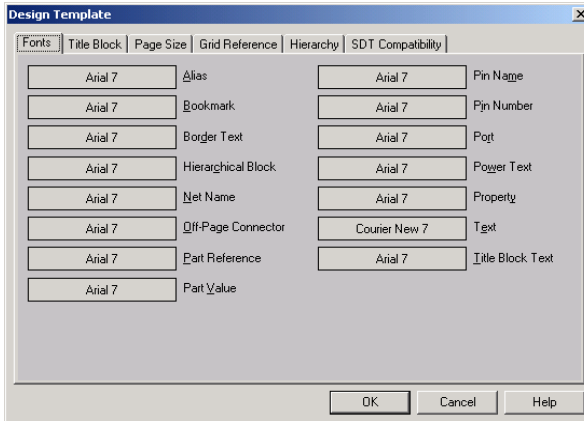 Design Template
Fonts Title Block Page Size Grid Reference Hierarchy SDT Compatibility
Arial 7 Alias Arial 7 Pin Name
Arial 7 Bookmark Arial 7 Pin Number
Arial 7 Border Text Arial 7 Port
Arial 7 Hierarchical Block Arial 7 Power Text
Arial 7 Net Name Arial 7 Property
Arial 7 Off-Page Connector Courier New 7 Text
Arial 7 Part Reference Arial 7 Title Block Text
Arial 7 Part Value
OK Cancel Help